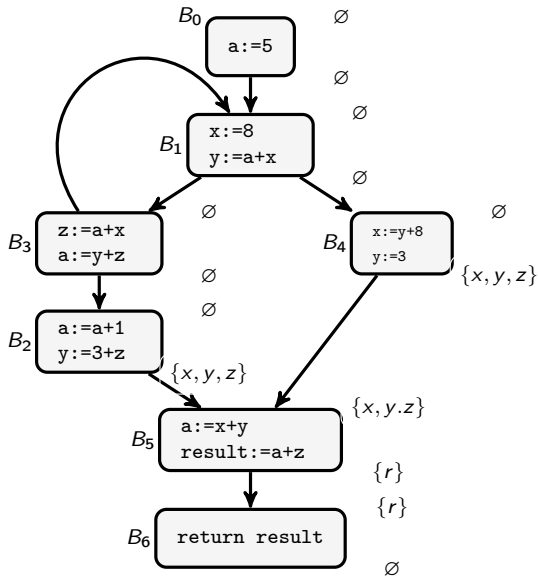 B0
∅
a:=5
∅
∅
B1
x:=8
y:=a+x
∅
∅
∅
B3
z:=a+x
a:=y+z
B4
x:=y+8
y:=3
∅
{x, y, z}
∅
B2
a:=a+1
y:=3+z
{x, y, z}
{x, y.z}
B5
a:=x+y
result:=a+z
{r}
{r}
B6
return result
∅